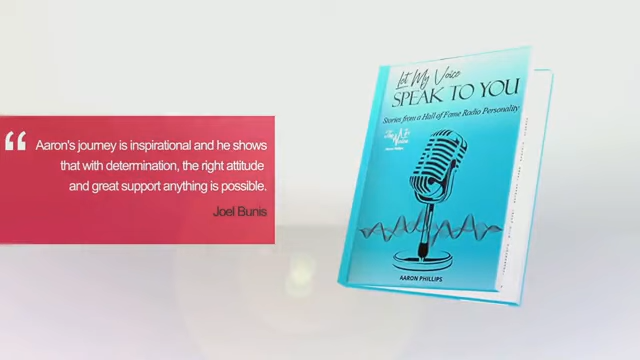 “ Aaron's journey is inspirational and he shows
that with determination, the right attitude
and great support anything is possible.
Joel Bunis
Let My Voice
SPEAK TO YOU
Stories from a Hall of Fame Radio Personality
AARON PHILLIPS